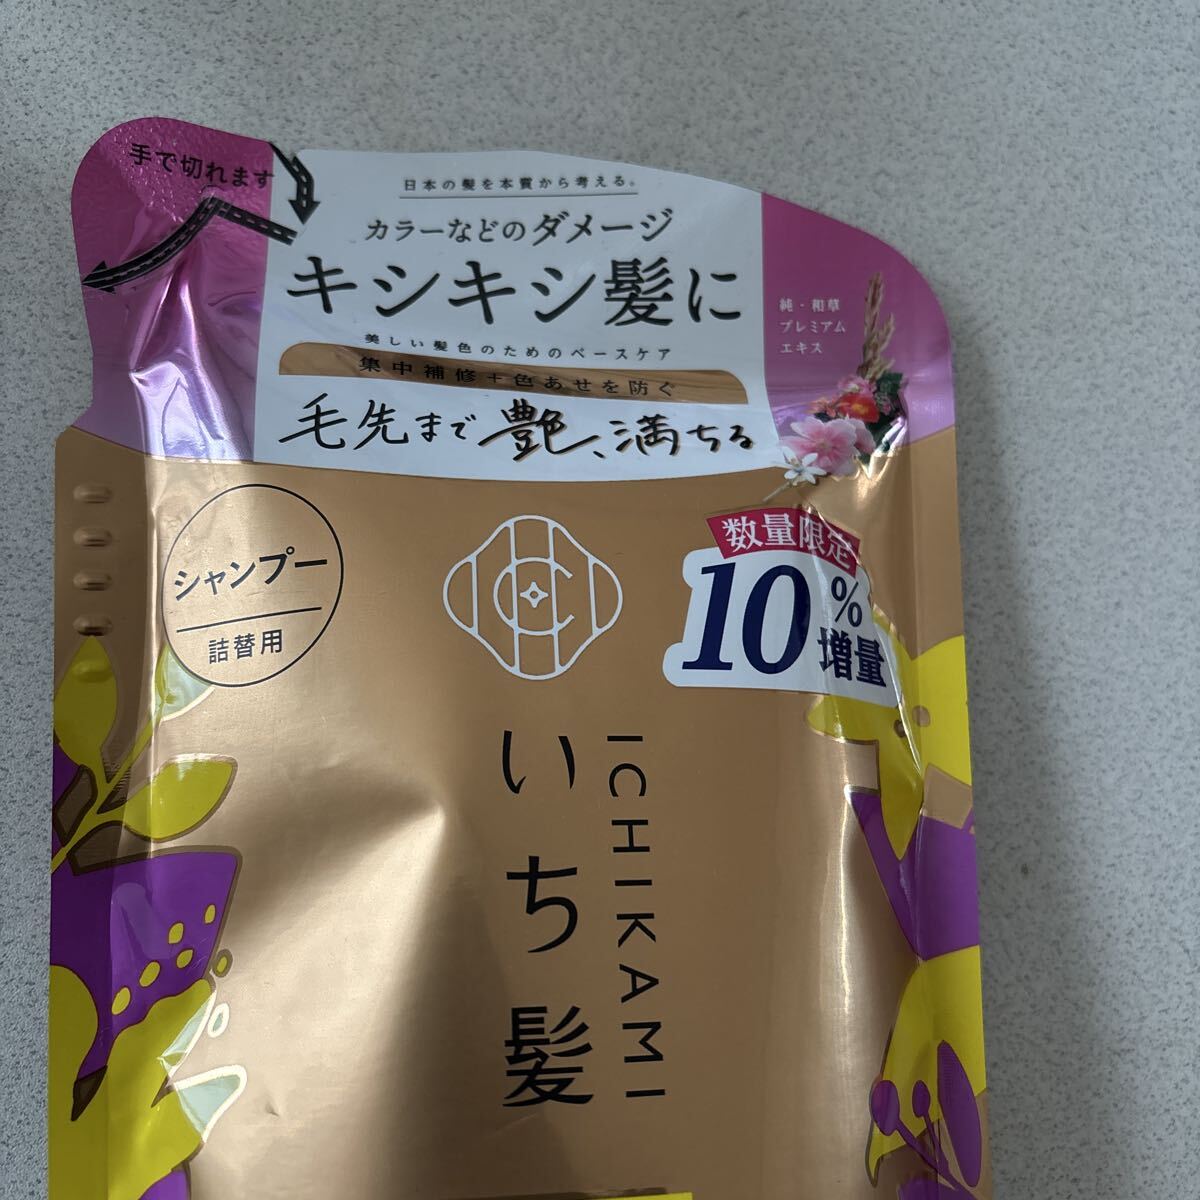 手で切れます
日本の髪を本質から考える。
カラーなどのダメージ
キシキシ髪に
美しい髪色のためのベースケア
集中補修+色あせを防ぐ
毛先まで艶、満ちる
純・和草
プレミアム
エキス
シャンプー
詰替用
数量限定
10%
増量
いち髪
ICHIKAMI